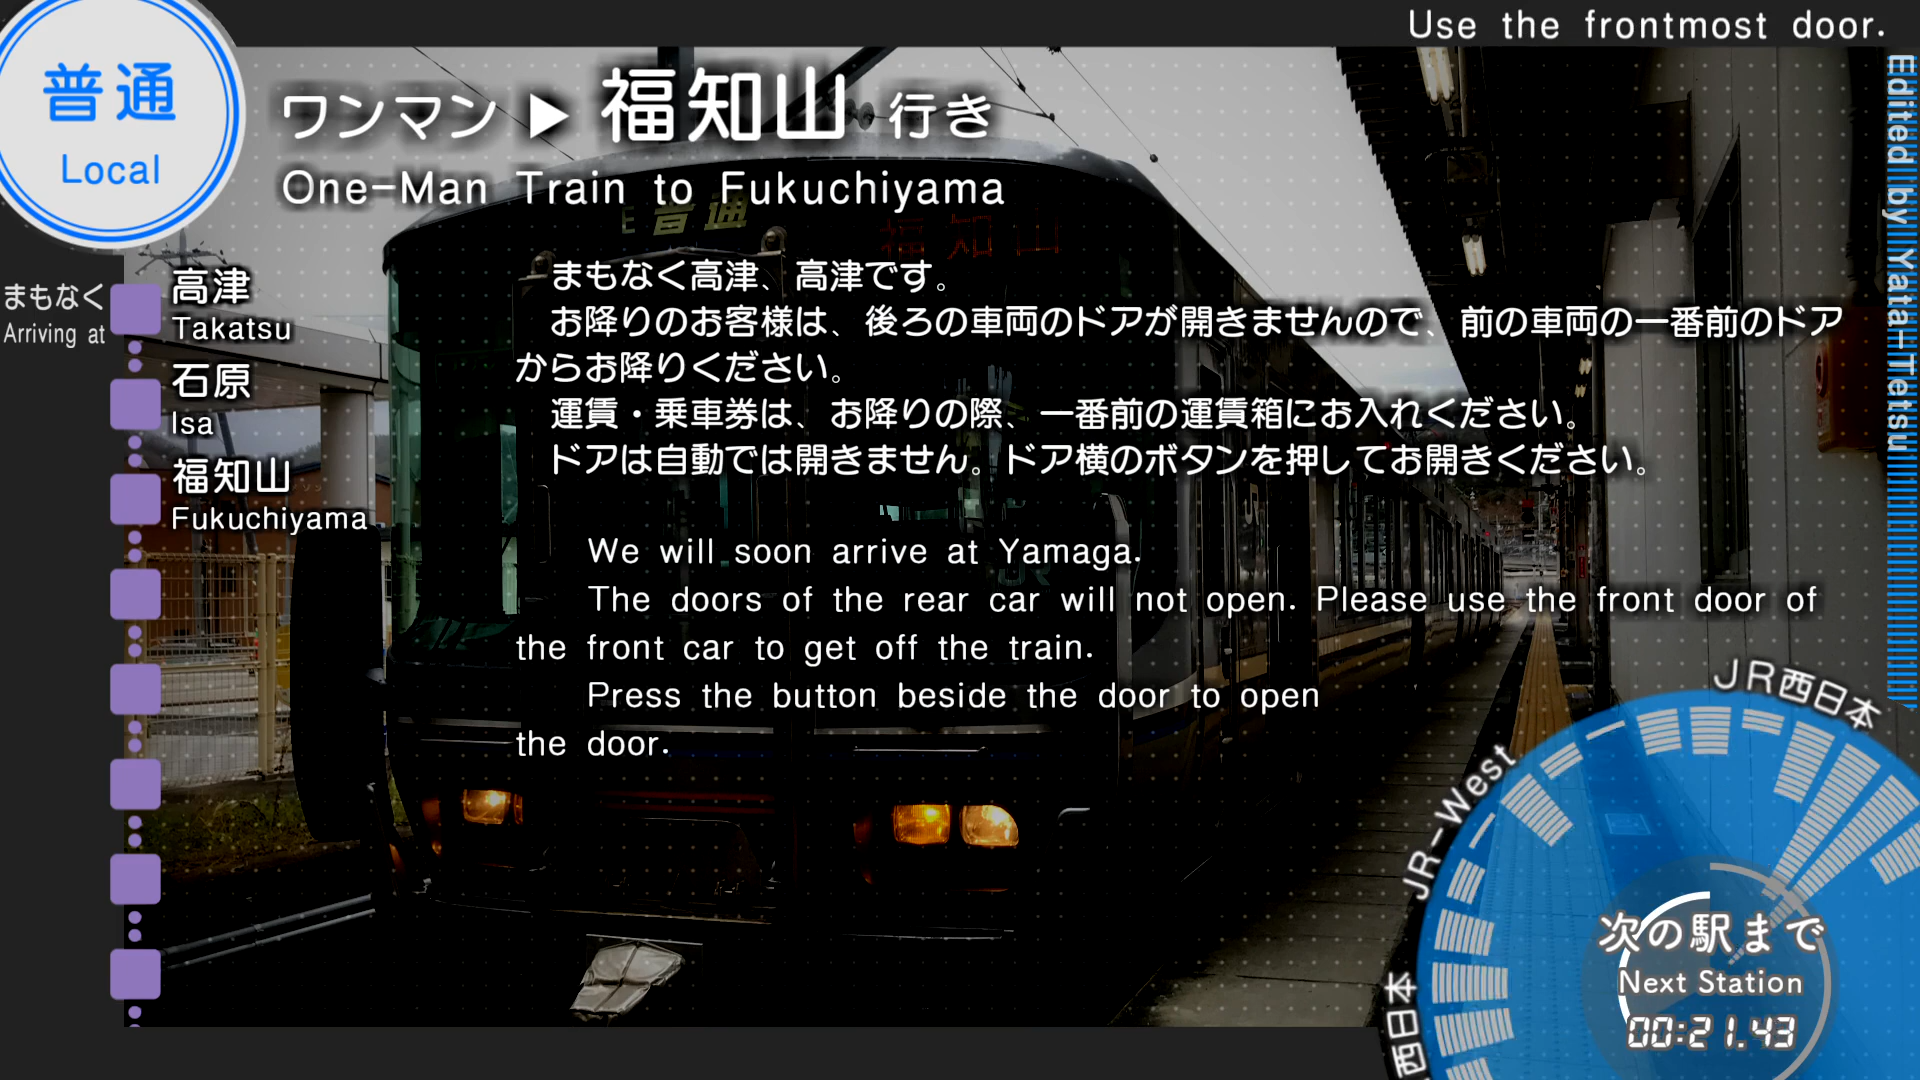 Use the frontmost door.
普通
Local
ワンマン ▶ 福知山 行き
One-Man Train to Fukuchiyama
普通
福知山
まもなく
Arriving at
高津
Takatsu
石原
Isa
福知山
Fukuchiyama
まもなく高津、高津です。
お降りのお客様は、後ろの車両のドアが開きませんので、前の車両の一番前のドア
からお降りください。
運賃・乗車券は、お降りの際、一番前の運賃箱にお入れください。
ドアは自動では開きません。ドア横のボタンを押してお開きください。
We will soon arrive at Yamaga.
The doors of the rear car will not open. Please use the front door of
the front car to get off the train.
Press the button beside the door to open
the door.
Edited by Yata-Tetsu
JR西日本
JR-West
西日本
次の駅まで
Next Station
00:21.43